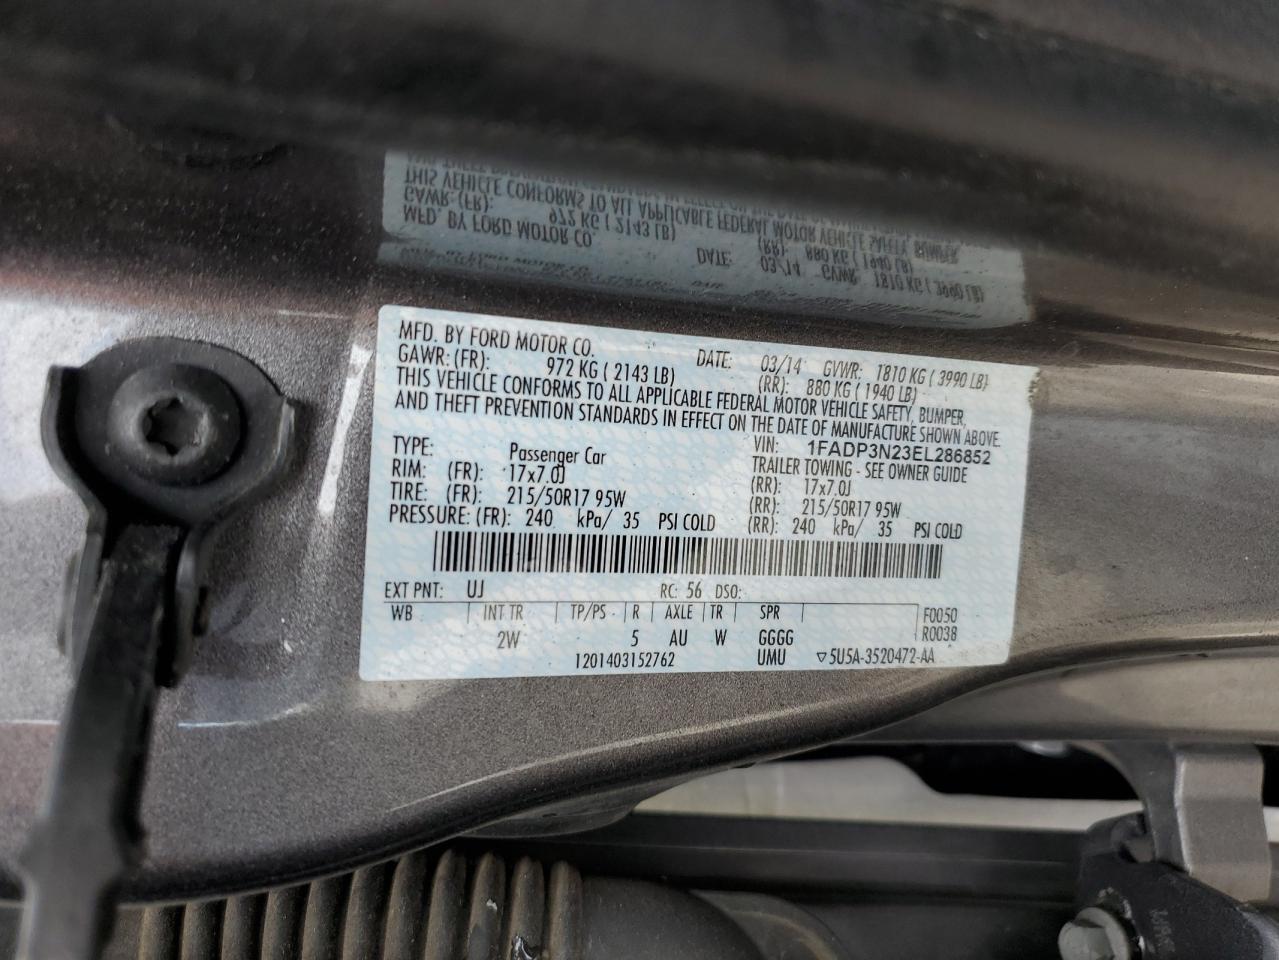 MFD. BY FORD MOTOR CO. DATE: 03/14 GVWR: 1810 KG ( 3990 LB)
GAWR: (FR): 972 KG ( 2143 LB) (RR): 880 KG ( 1940 LB)
THIS VEHICLE CONFORMS TO ALL APPLICABLE FEDERAL MOTOR VEHICLE SAFETY, BUMPER,
AND THEFT PREVENTION STANDARDS IN EFFECT ON THE DATE OF MANUFACTURE SHOWN ABOVE.
VIN: 1FADP3N23EL286852
TYPE: Passenger Car TRAILER TOWING - SEE OWNER GUIDE
RIM: (FR): 17x7.0J (RR): 17x7.0J
TIRE: (FR): 215/50R17 95W (RR): 215/50R17 95W
PRESSURE: (FR): 240 kPa/ 35 PSI COLD (RR): 240 kPa/ 35 PSI COLD
EXT PNT: UJ RC: 56 DSO:
WB INT TR TP/PS R AXLE TR SPR F0050
2W 5 AU W GGGG R0038
1201403152762 UMU ▽5U5A-3520472-AA